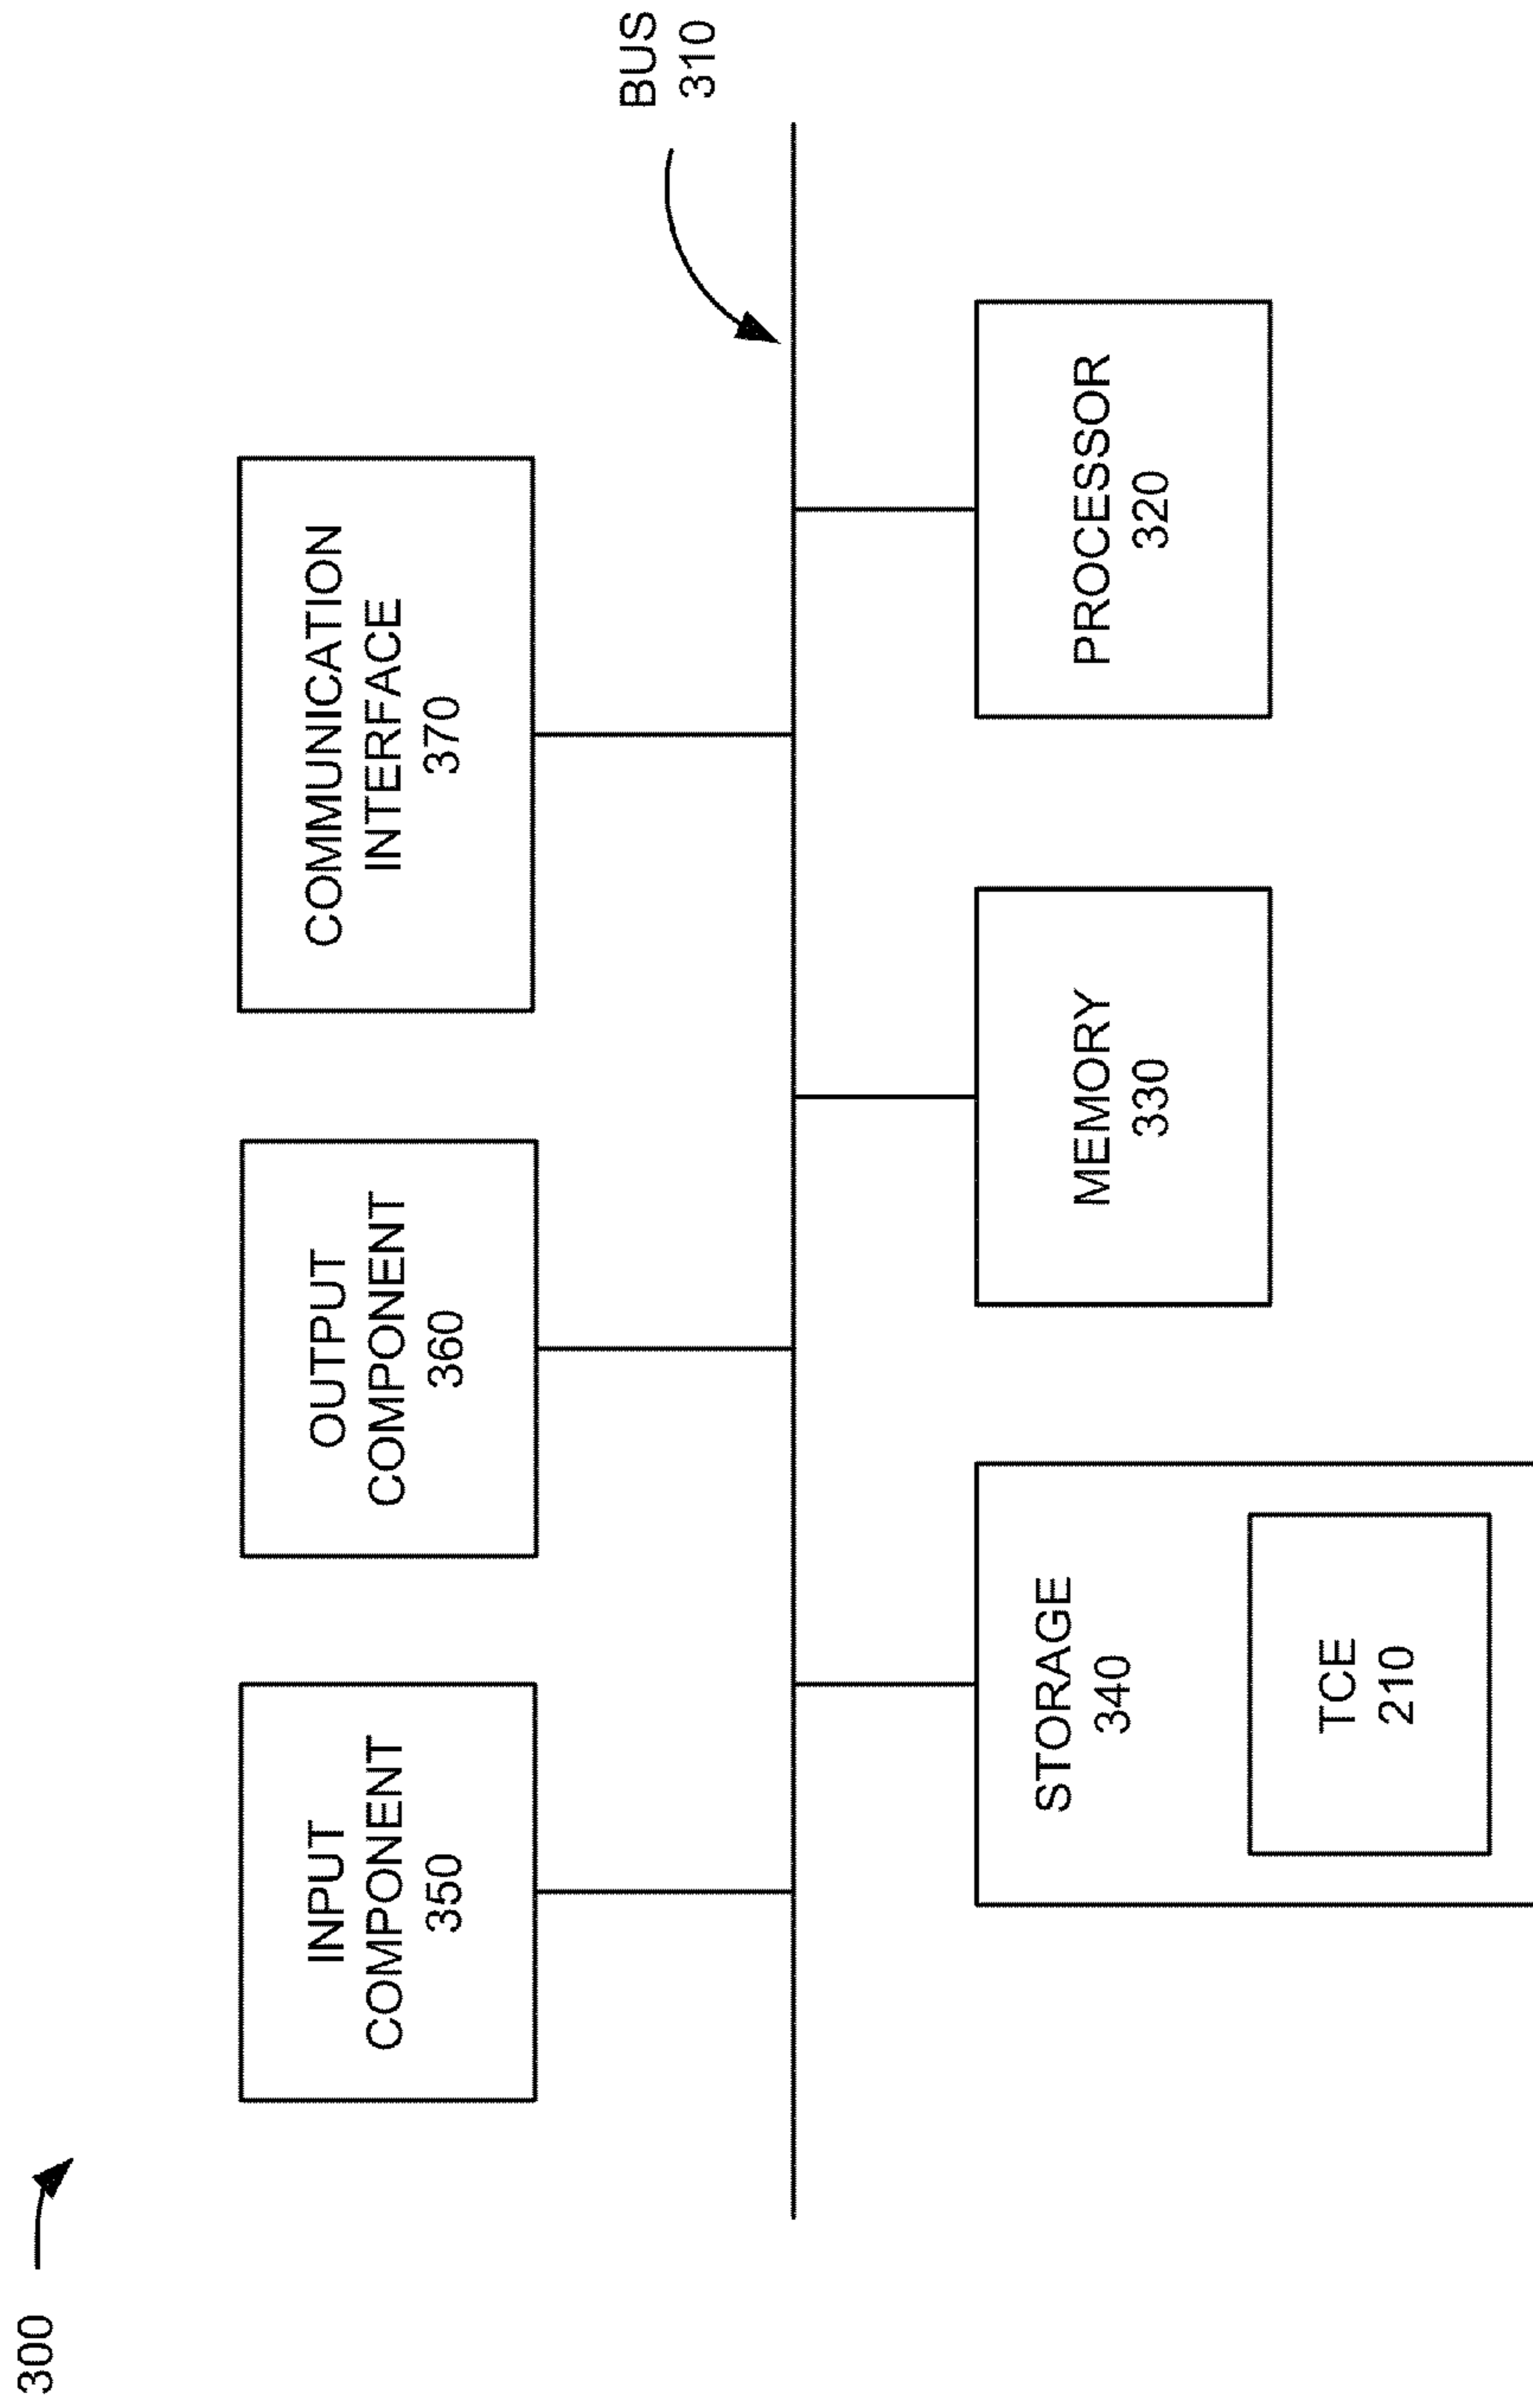 300
INPUT
COMPONENT
350
OUTPUT
COMPONENT
360
COMMUNICATION
INTERFACE
370
BUS
310
STORAGE
340
TCE
210
MEMORY
330
PROCESSOR
320